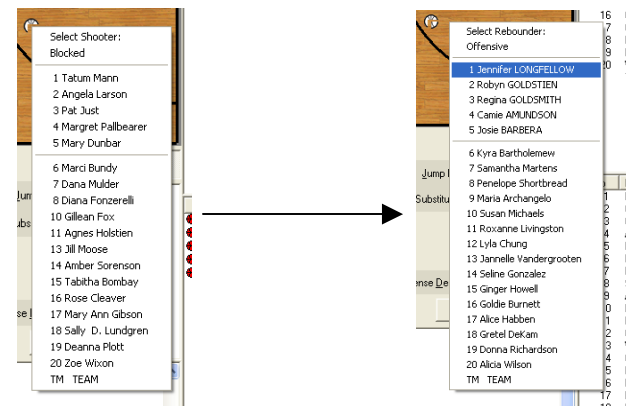 Select Shooter:
Blocked
1 Tatum Mann
2 Angela Larson
3 Pat Just
4 Margret Pallbearer
5 Mary Dunbar
6 Marci Bundy
7 Dana Mulder
8 Diana Fonzerelli
10 Gillean Fox
11 Agnes Holstien
13 Jill Moose
14 Amber Sorenson
15 Tabitha Bombay
16 Rose Cleaver
17 Mary Ann Gibson
18 Sally D. Lundgren
19 Deanna Plott
20 Zoe Wixon
TM TEAM
Select Rebounder:
Offensive
1 Jennifer LONGFELLOW
2 Robyn GOLDSTIEN
3 Regina GOLDSMITH
4 Camie AMUNDSON
5 Josie BARBERA
6 Kyra Bartholemew
7 Samantha Martens
8 Penelope Shortbread
9 Maria Archangelo
10 Susan Michaels
11 Roxanne Livingston
12 Lyla Chung
13 Jannelle Vandergrooten
14 Seline Gonzalez
15 Ginger Howell
16 Goldie Burnett
17 Alice Habben
18 Gretel DeKam
19 Donna Richardson
20 Alicia Wilson
TM TEAM
Jump
Substitu
ense De